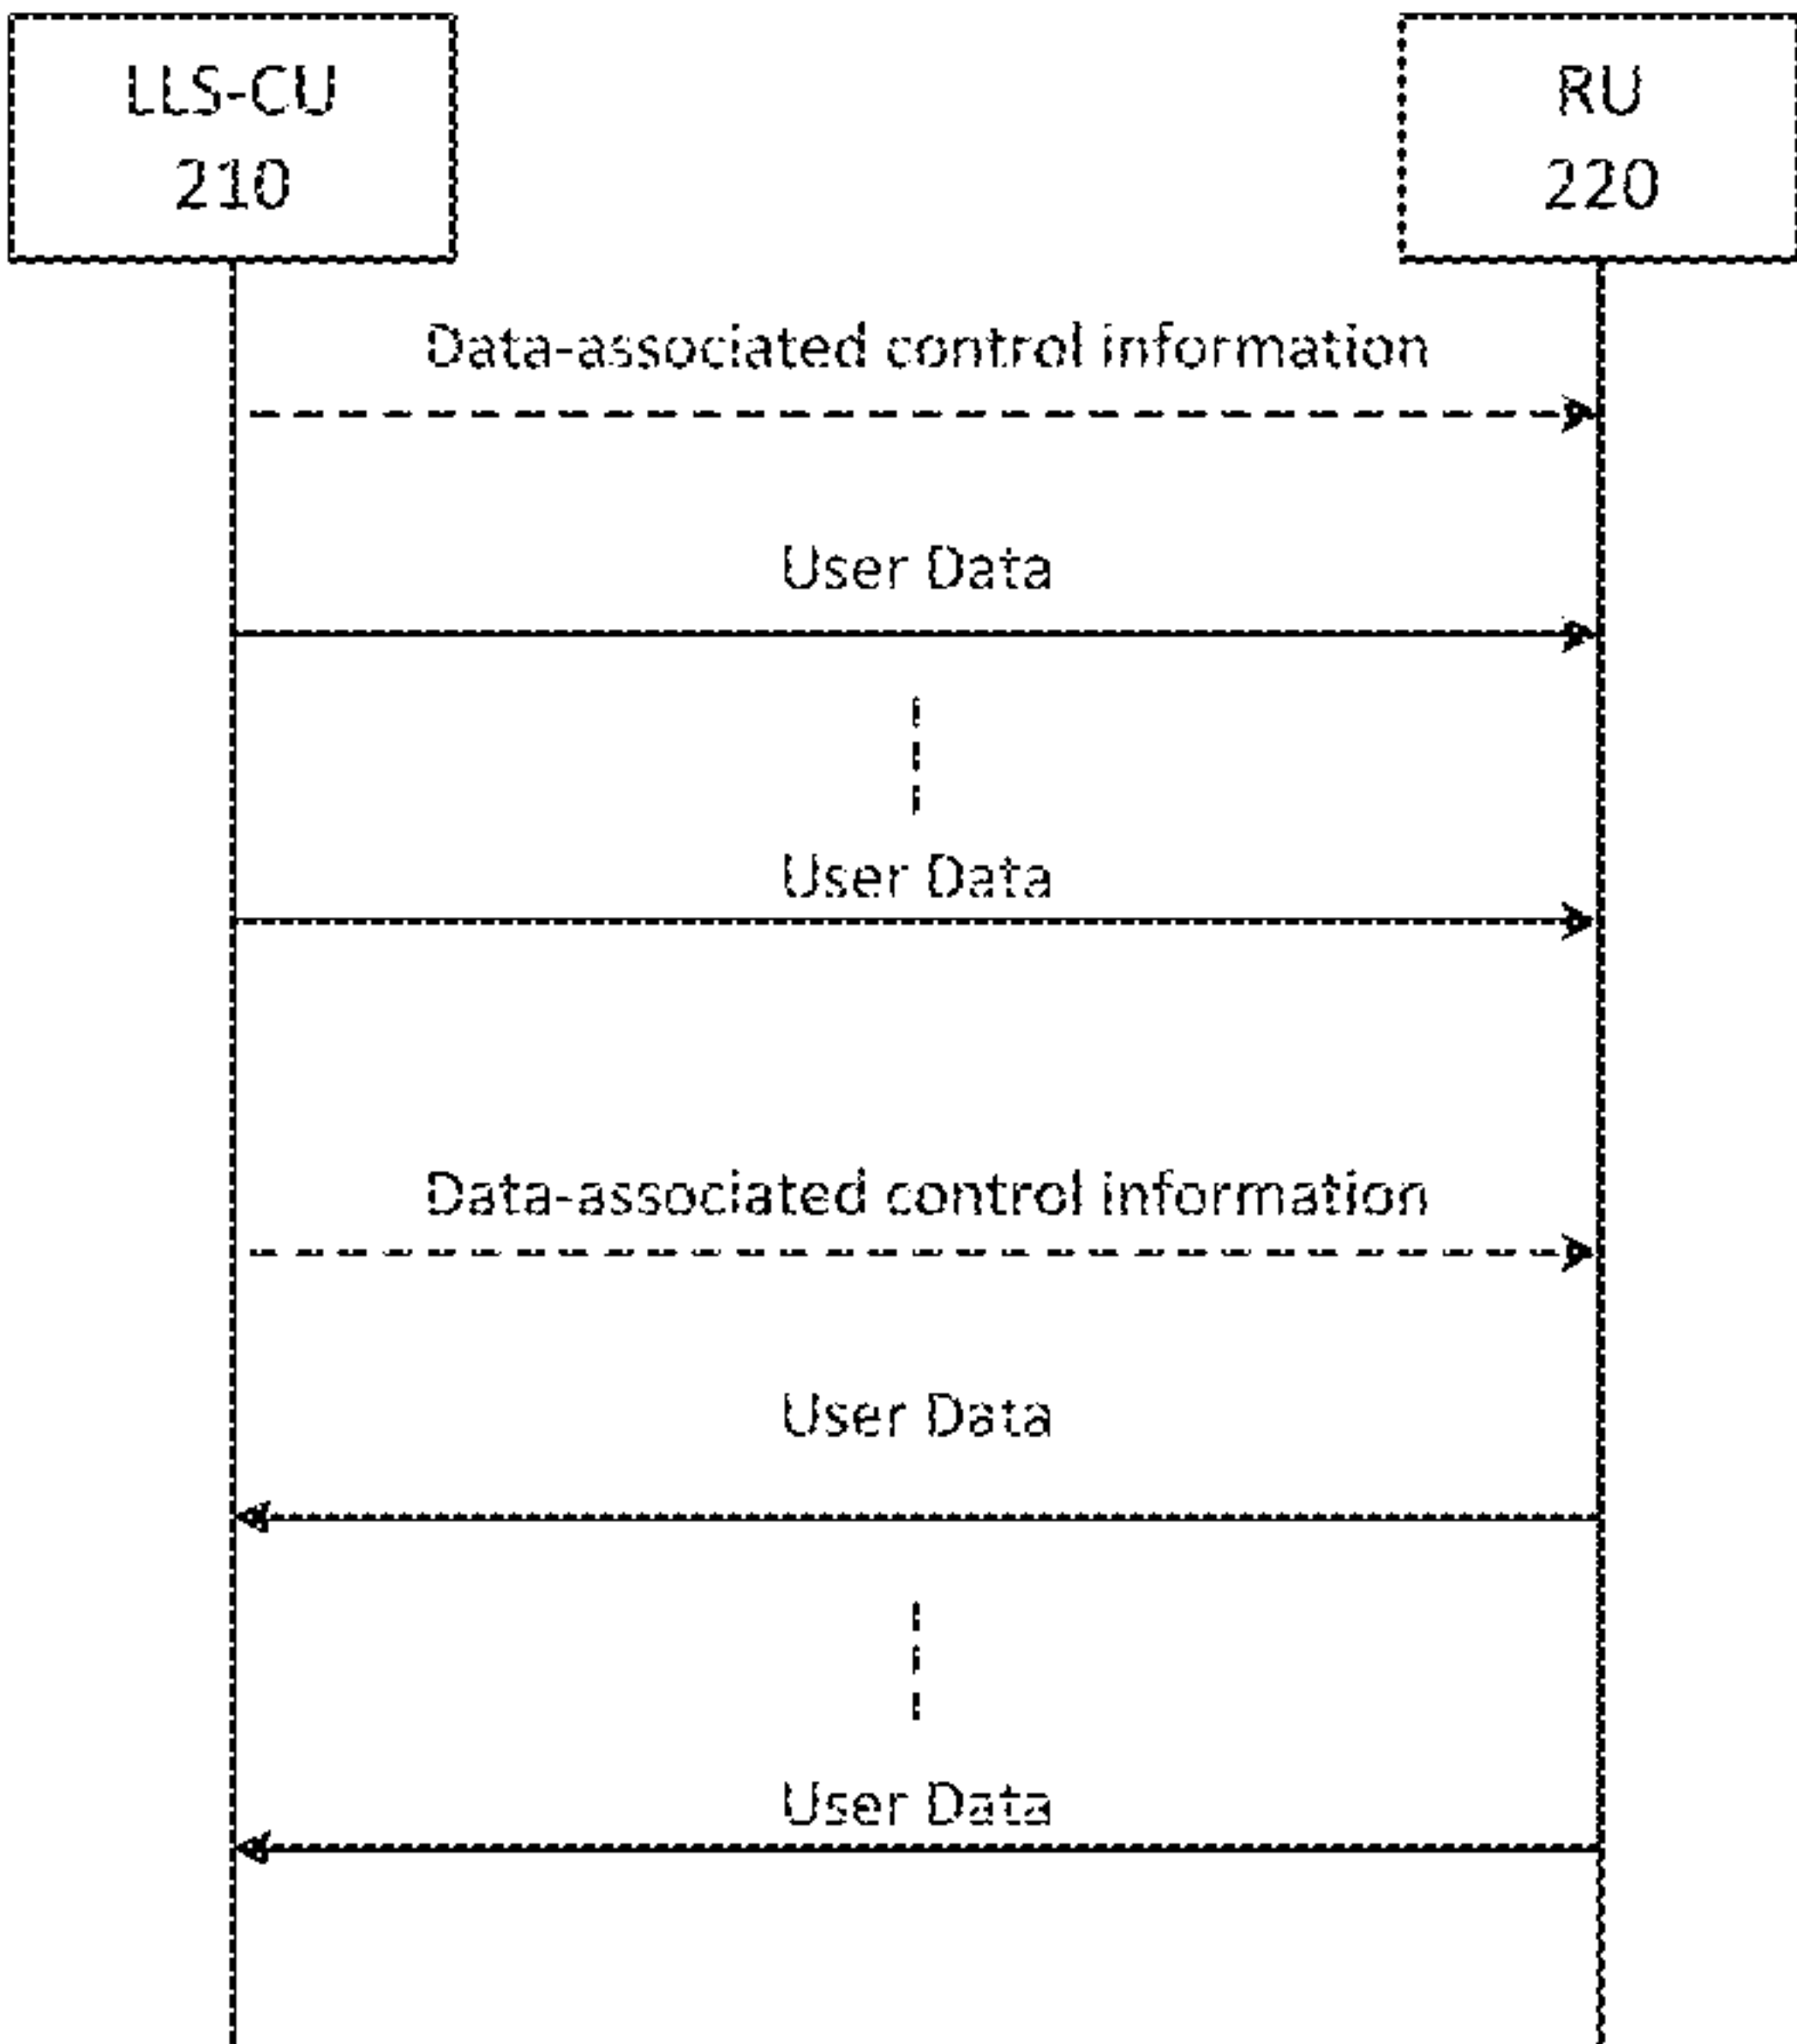 LLS-CU
210
RU
220
Data-associated control information
User Data
User Data
Data-associated control information
User Data
User Data